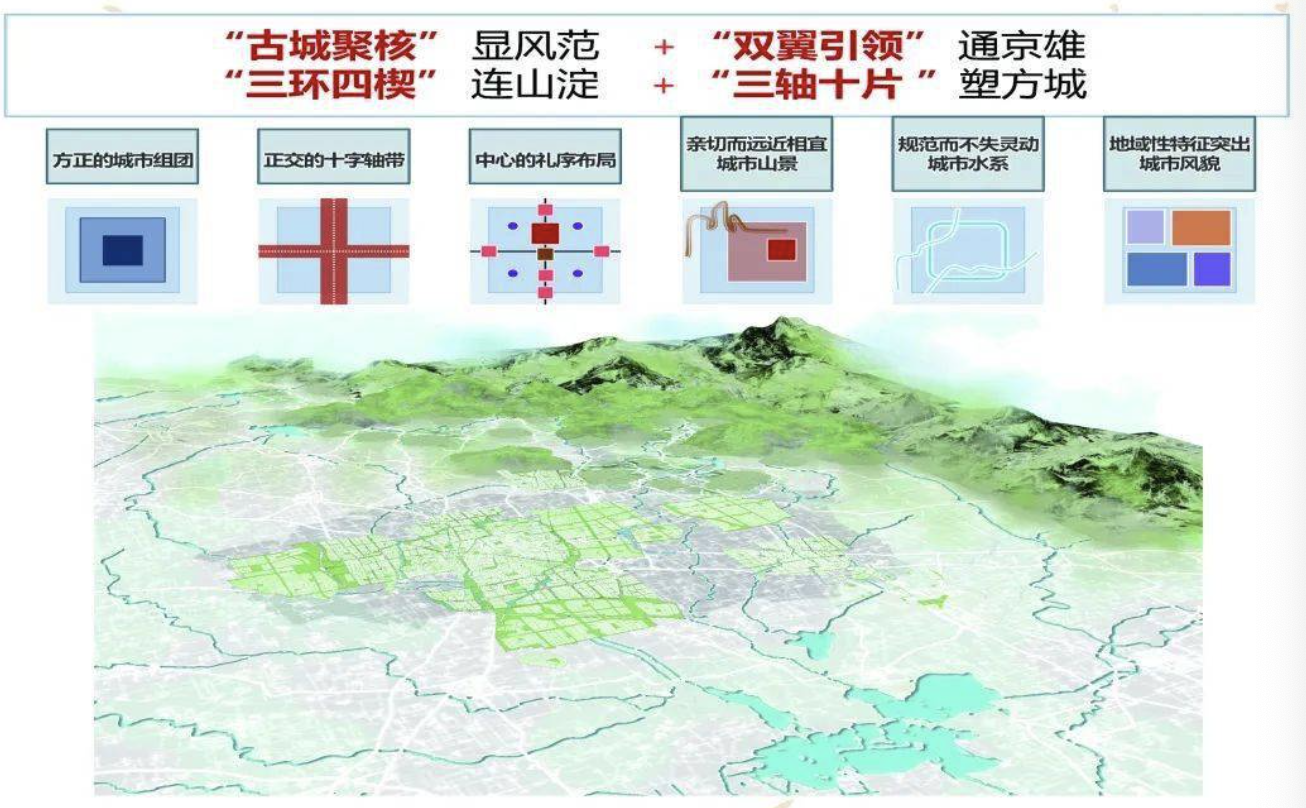 “古城聚核” 显风范 + “双翼引领” 通京雄
“三环四楔” 连山淀 + “三轴十片 ” 塑方城
方正的城市组团
正交的十字轴带
中心的礼序布局
亲切而远近相宜
城市山景
规范而不失灵动
城市水系
地域性特征突出
城市风貌